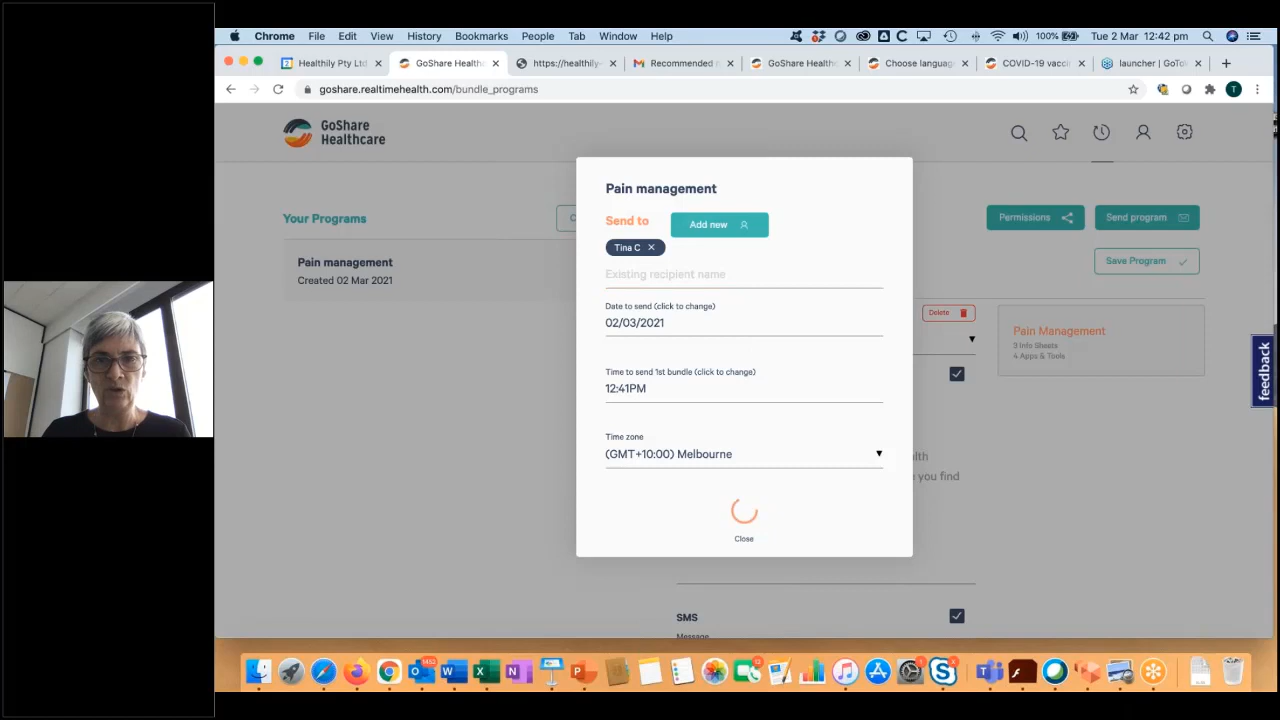 Chrome File Edit View History Bookmarks People Tab Window Help 100% Tue 2 Mar 12:42 pm
Healthily Pty Ltd
GoShare Healthc
https://healthily-
Recommended
GoShare Healthc
Choose language
COVID-19 vacci
launcher | GoTo
goshare.realtimehealth.com/bundle_programs
GoShare
Healthcare
Your Programs
Pain management
Created 02 Mar 2021
Pain management
Send to
Add new
Tina C
Existing recipient name
Date to send (click to change)
02/03/2021
Time to send 1st bundle (click to change)
12:41PM
Time zone
(GMT+10:00) Melbourne
Close
Permissions
Send program
Save Program
Delete
Pain Management
3 Info Sheets
4 Apps & Tools
you find
SMS
Message
feedback